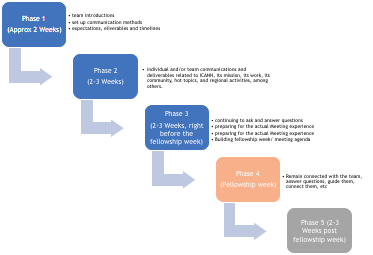 Phase 1
(Approx 2 Weeks)
• team introductions
• set up communication methods
• expectations, eliverables and timelines
Phase 2
(2-3 Weeks)
• individual and/or team communications and
deliverables related to ICANN, its mission, its work, its
community, hot topics, and regional activities, among
others.
Phase 3
(2-3 Weeks, right
before the
fellowship week)
• continuing to ask and answer questions
• preparing for the actual Meeting experience
• preparing for the actual Meeting experience
• Building fellowship week/ meeting agenda
Phase 4
(Fellowship week)
• Remain connected with the team,
answer questions, guide them,
connect them, etc
Phase 5 (2-3
Weeks post
fellowship week)